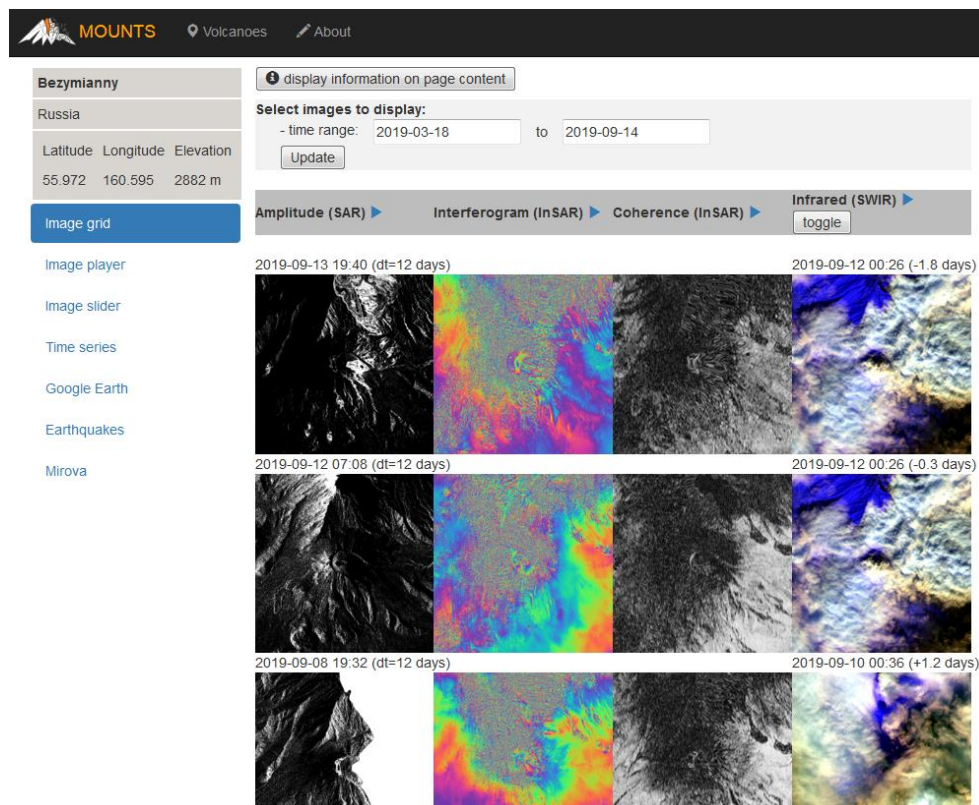 MOUNTS Volcanoes About
Bezymianny
Russia
Latitude Longitude Elevation
55.972 160.595 2882 m
Image grid
Image player
Image slider
Time series
Google Earth
Earthquakes
Mirova
display information on page content
Select images to display:
- time range: 2019-03-18 to 2019-09-14
Update
Amplitude (SAR) Interferogram (InSAR) Coherence (InSAR) Infrared (SWIR)
toggle
2019-09-13 19:40 (dt=12 days) 2019-09-12 00:26 (-1.8 days)
2019-09-12 07:08 (dt=12 days) 2019-09-12 00:26 (-0.3 days)
2019-09-08 19:32 (dt=12 days) 2019-09-10 00:36 (+1.2 days)